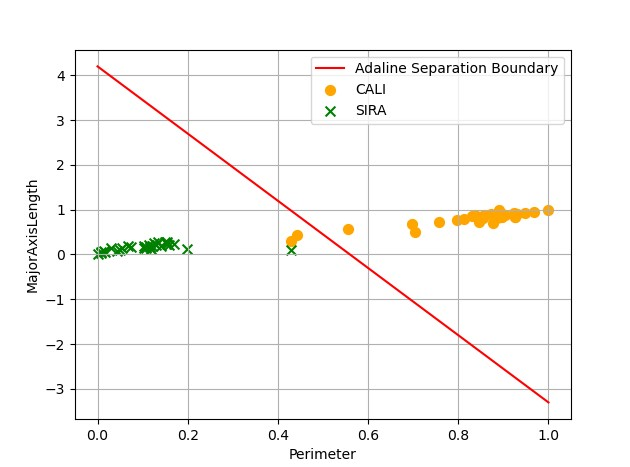 Adaline Separation Boundary
CALI
SIRA
4
3
2
1
0
−1
−2
−3
MajorAxisLength
0.0 0.2 0.4 0.6 0.8 1.0
Perimeter